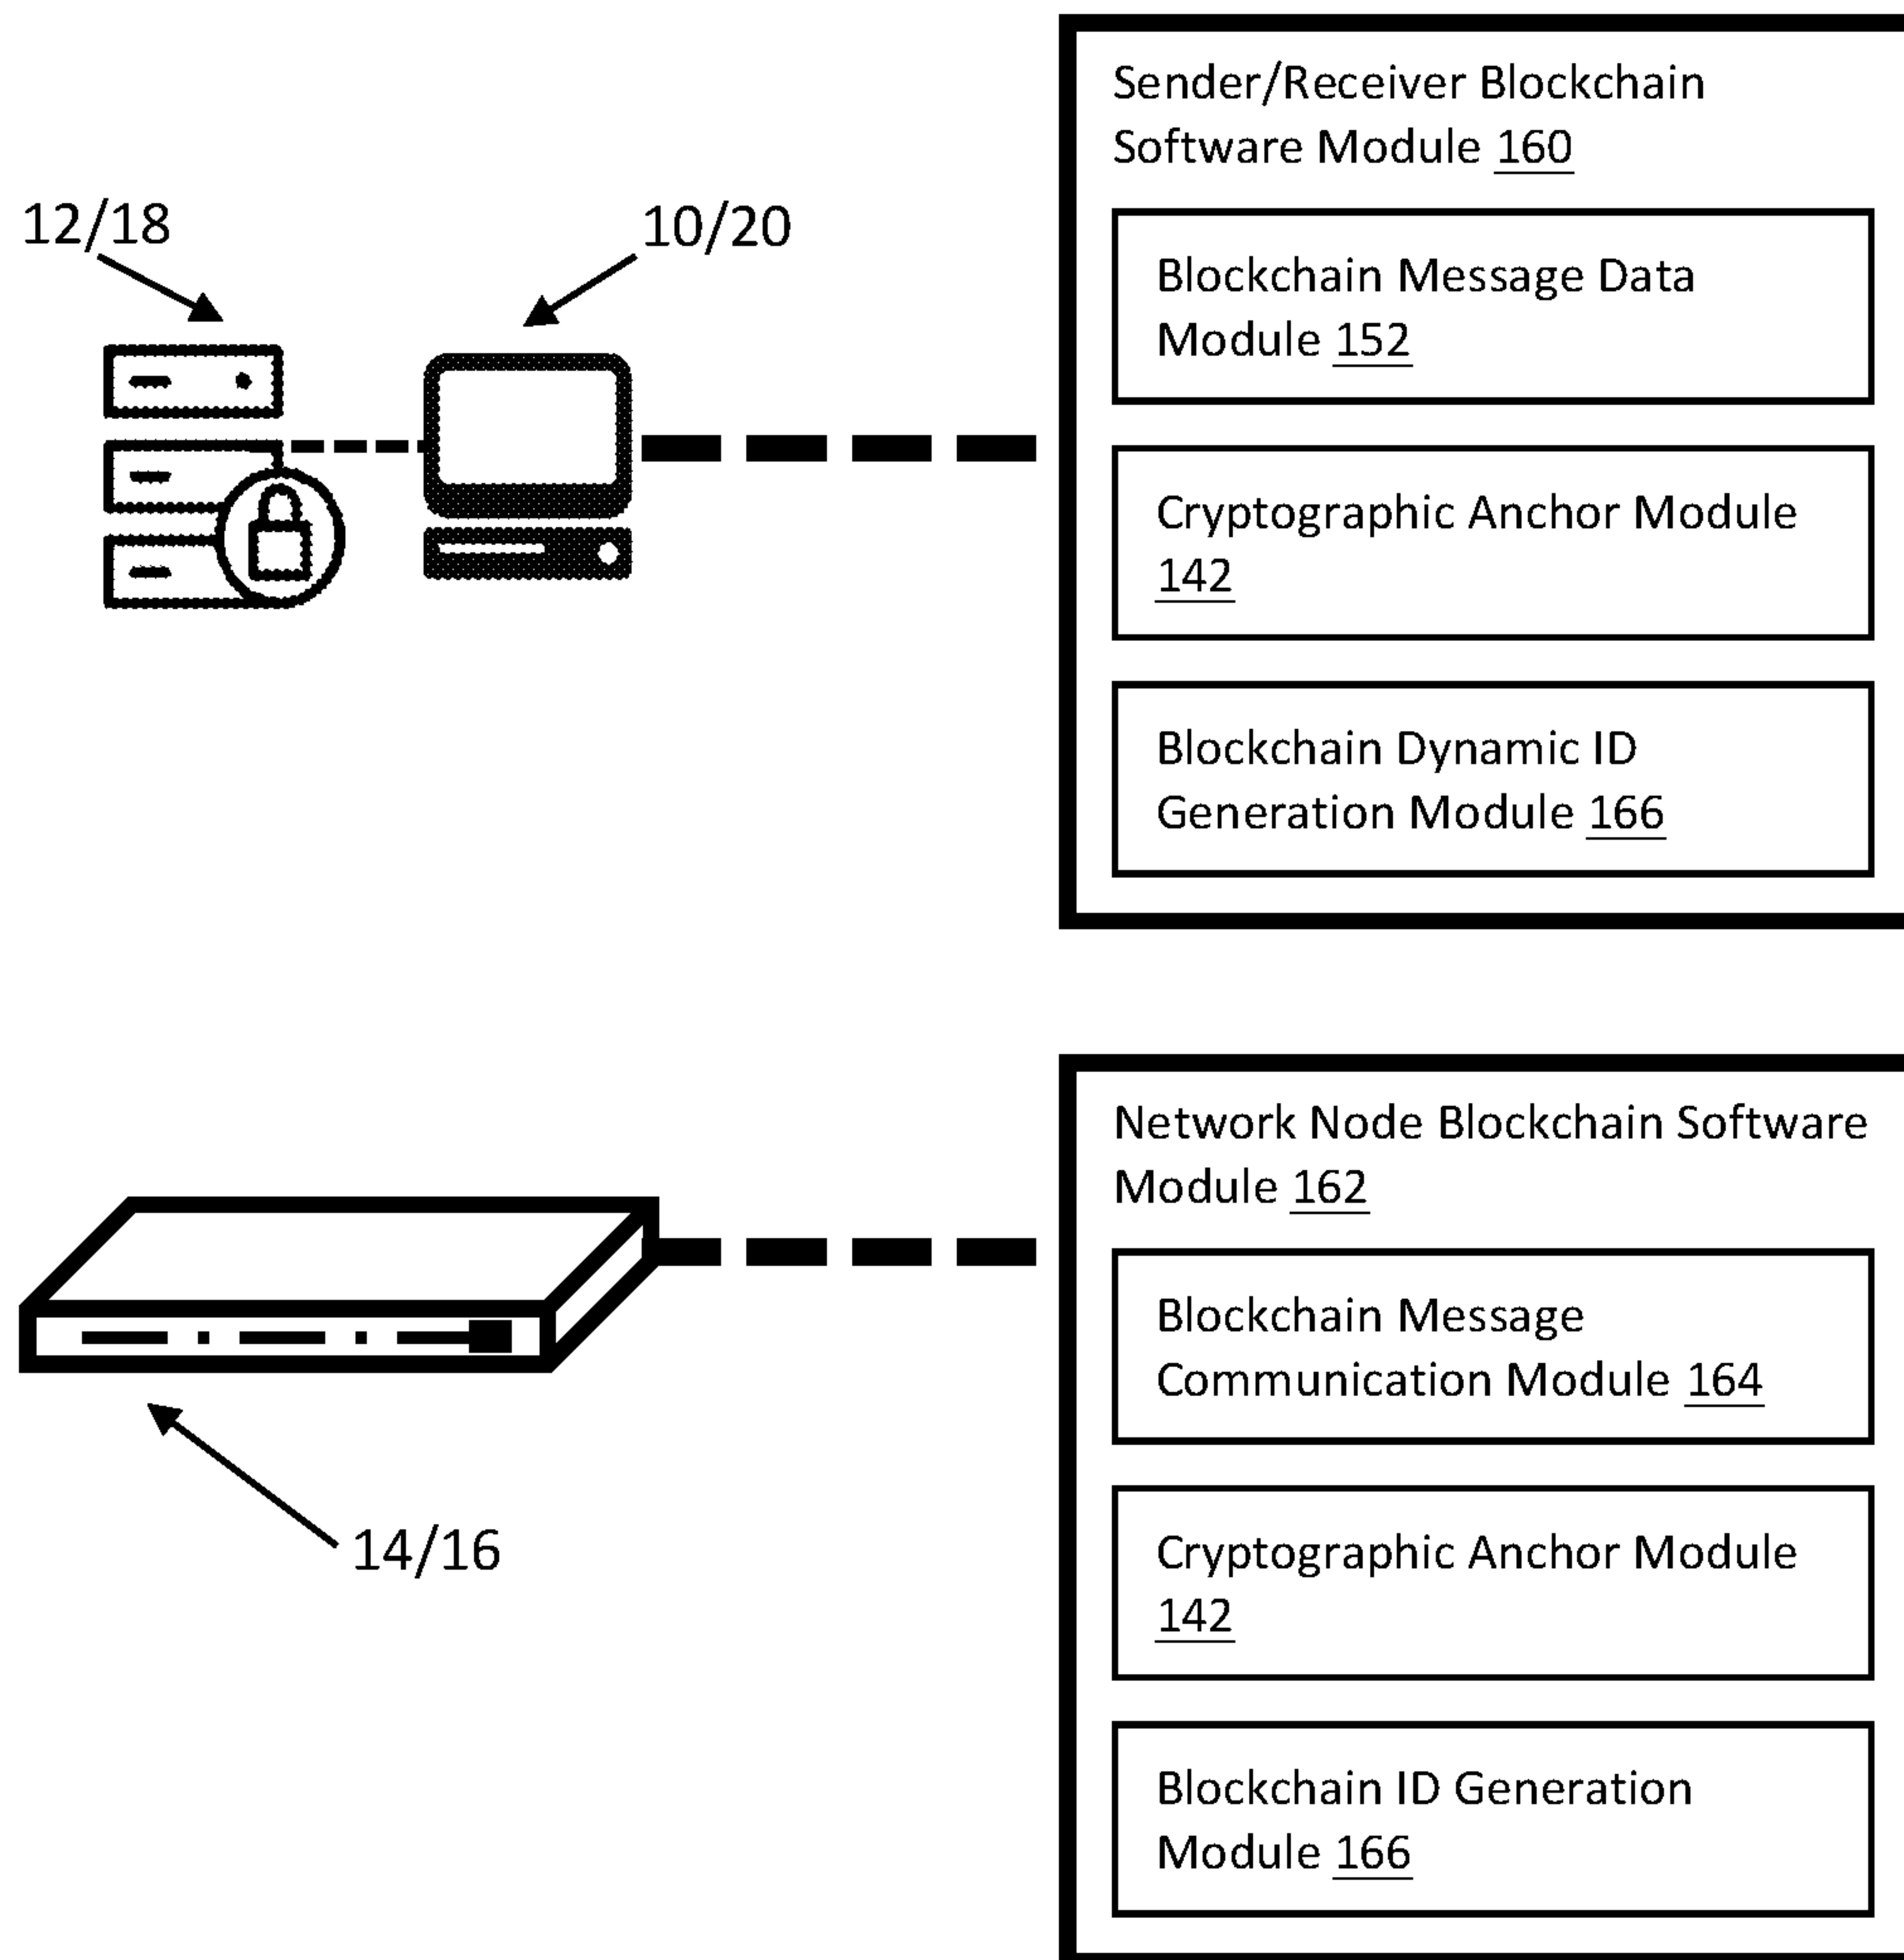 12/18
10/20
Sender/Receiver Blockchain
Software Module 160
Blockchain Message Data
Module 152
Cryptographic Anchor Module
142
Blockchain Dynamic ID
Generation Module 166
14/16
Network Node Blockchain Software
Module 162
Blockchain Message
Communication Module 164
Cryptographic Anchor Module
142
Blockchain ID Generation
Module 166